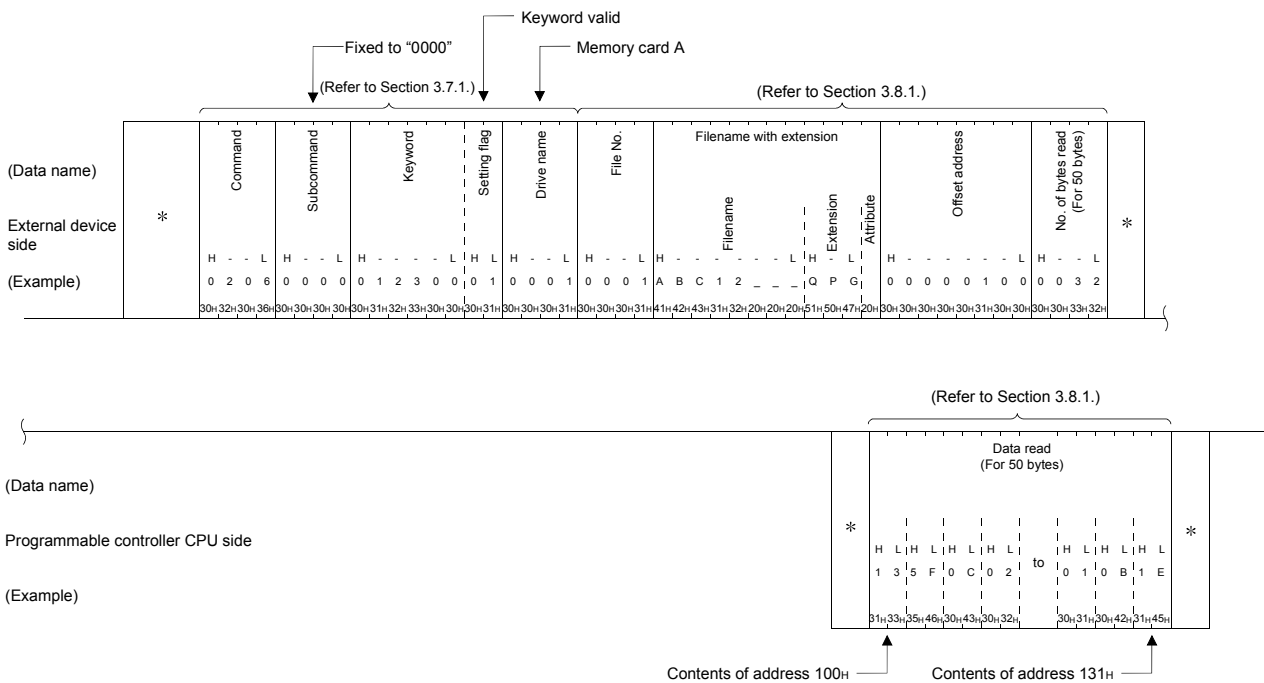 Keyword valid
Fixed to “0000”
Memory card A
(Refer to Section 3.7.1.)
(Refer to Section 3.8.1.)
(Data name)
External device side
(Example)
*
Command
H - - L
0 2 0 6
30H 32H 30H 36H
Subcommand
H - - L
0 0 0 0
30H 30H 30H 30H
Keyword
H - - - - L
0 1 2 3 0 0
30H 31H 32H 33H 30H 30H
Setting flag
H L
0 1
30H 31H
Drive name
H - - L
0 0 0 1
30H 30H 30H 31H
File No.
H - - L
0 0 0 1
30H 30H 30H 31H
Filename with extension
Filename
H - - - - - - L
A B C 1 2 _ _ _
41H 42H 43H 31H 32H 20H 20H 20H
Extension
H - L
Q P G
51H 50H 47H
Attribute
20H
Offset address
H - - - - - - L
0 0 0 0 0 1 0 0
30H 30H 30H 30H 30H 31H 30H 30H
No. of bytes read
(For 50 bytes)
H - - L
0 0 3 2
30H 30H 33H 32H
*
(Refer to Section 3.8.1.)
(Data name)
Programmable controller CPU side
(Example)
*
Data read
(For 50 bytes)
H L H L H L H L to H L H L H L
1 3 5 F 0 C 0 2 0 1 0 B 1 E
31H 33H 35H 46H 30H 43H 30H 32H 30H 31H 30H 42H 31H 45H
*
Contents of address 100H
Contents of address 131H